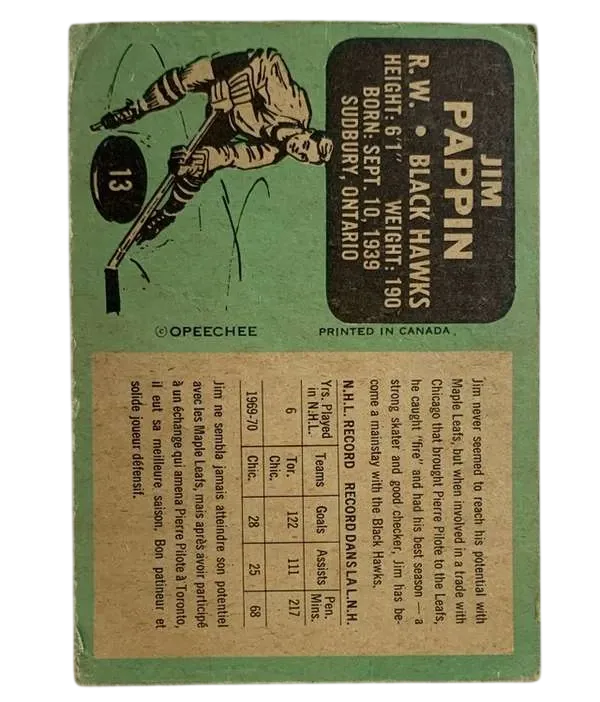 JIM
PAPPIN
R. W. • BLACK HAWKS
HEIGHT: 6'1" WEIGHT: 190
BORN: SEPT. 10, 1939
SUDBURY, ONTARIO
13
© OPEECHEE
PRINTED IN CANADA
Jim never seemed to reach his potential with
Maple Leafs, but when involved in a trade with
Chicago that brought Pierre Pilote to the Leafs,
he caught "fire" and had his best season — a
strong skater and good checker, Jim has be-
come a mainstay with the Black Hawks.
N.H.L. RECORD RECORD DANS LA L.N.H.
Yrs. Played in N.H.L. Teams Goals Assists Pen. Mins.
6 Tor. Chic. 122 111 217
1969-70 Chic. 28 25 68
Jim ne sembla jamais atteindre son potentiel
avec les Maple Leafs, mais après avoir participé
à un échange qui amena Pierre Pilote à Toronto,
il eut sa meilleure saison. Bon patineur et
solide joueur défensif.